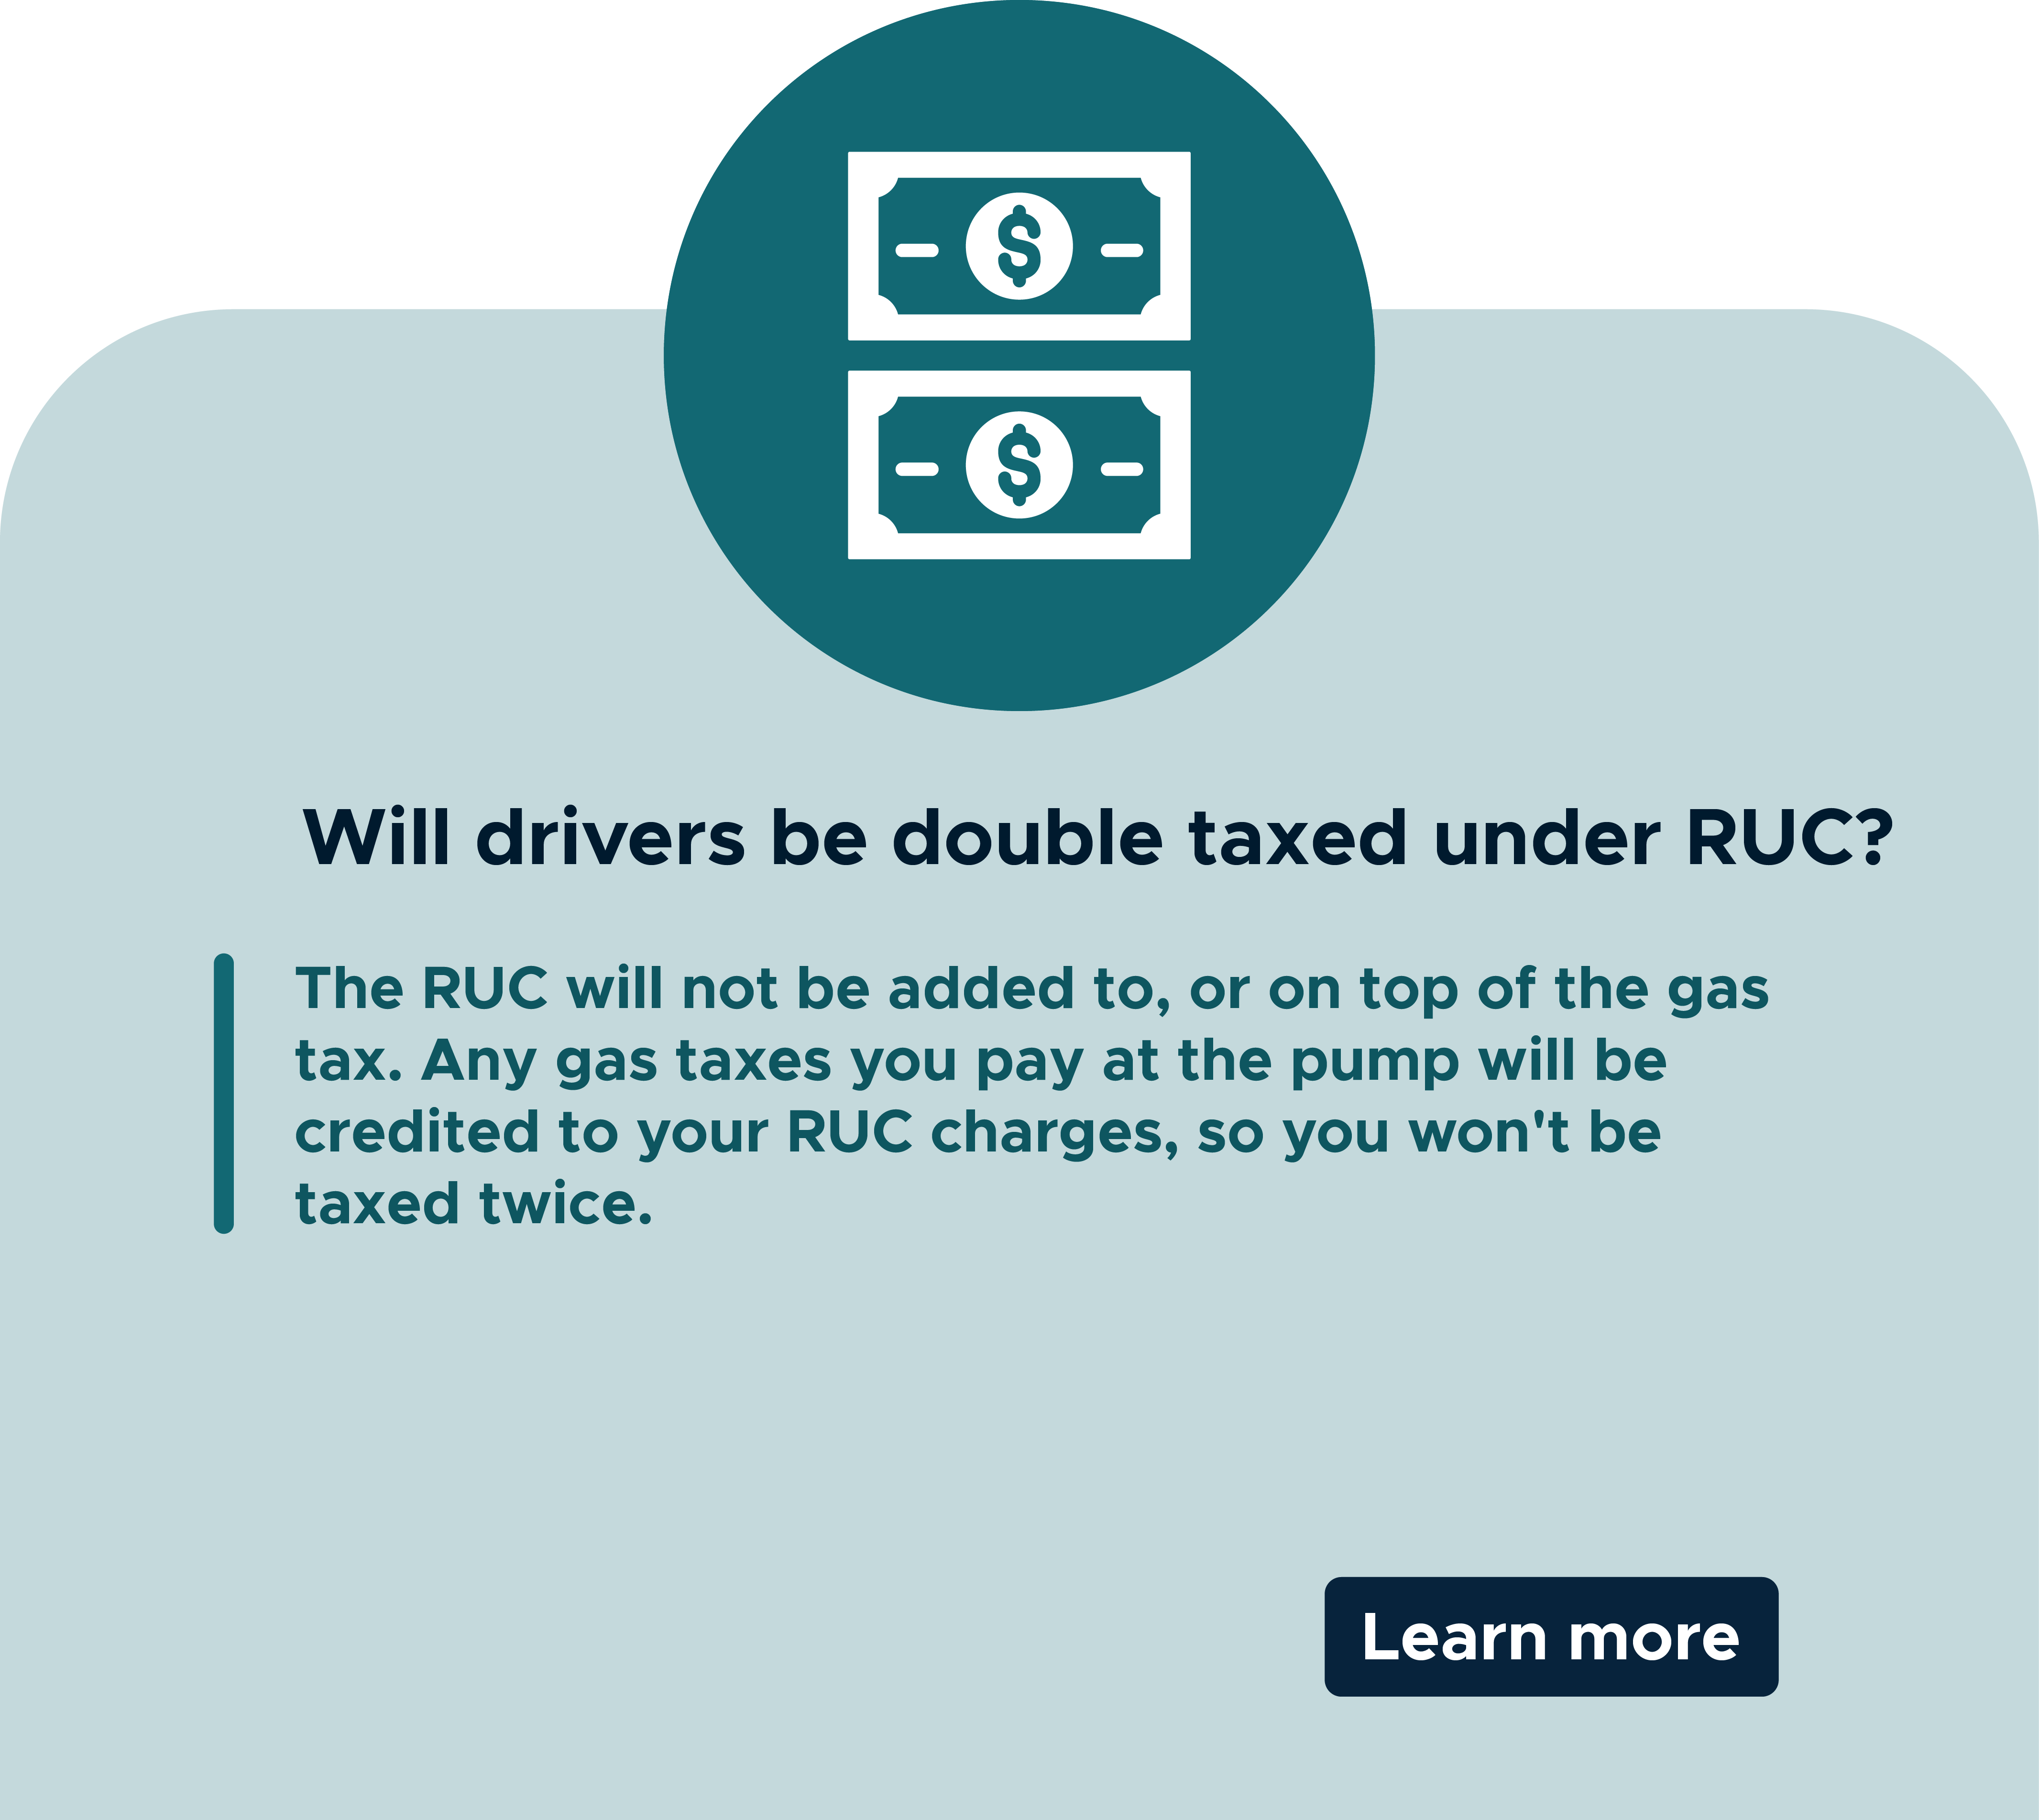 $
$
Will drivers be double taxed under RUC?
The RUC will not be added to, or on top of the gas
tax. Any gas taxes you pay at the pump will be
credited to your RUC charges, so you won't be
taxed twice.
Learn more